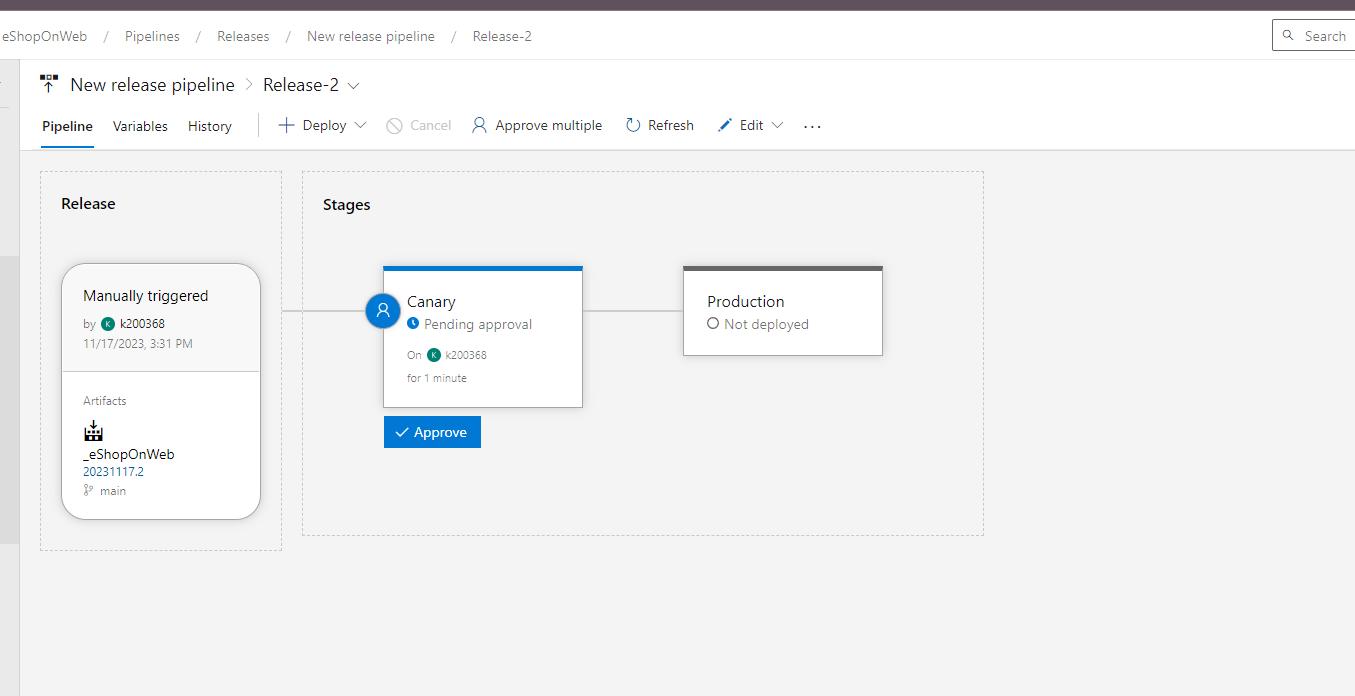 eShopOnWeb / Pipelines / Releases / New release pipeline / Release-2
Search
New release pipeline > Release-2
Pipeline Variables History Deploy Cancel Approve multiple Refresh Edit ...
Release
Manually triggered
by K k200368
11/17/2023, 3:31 PM
Artifacts
_eShopOnWeb
20231117.2
main
Stages
Canary
Pending approval
On K k200368
for 1 minute
Approve
Production
Not deployed